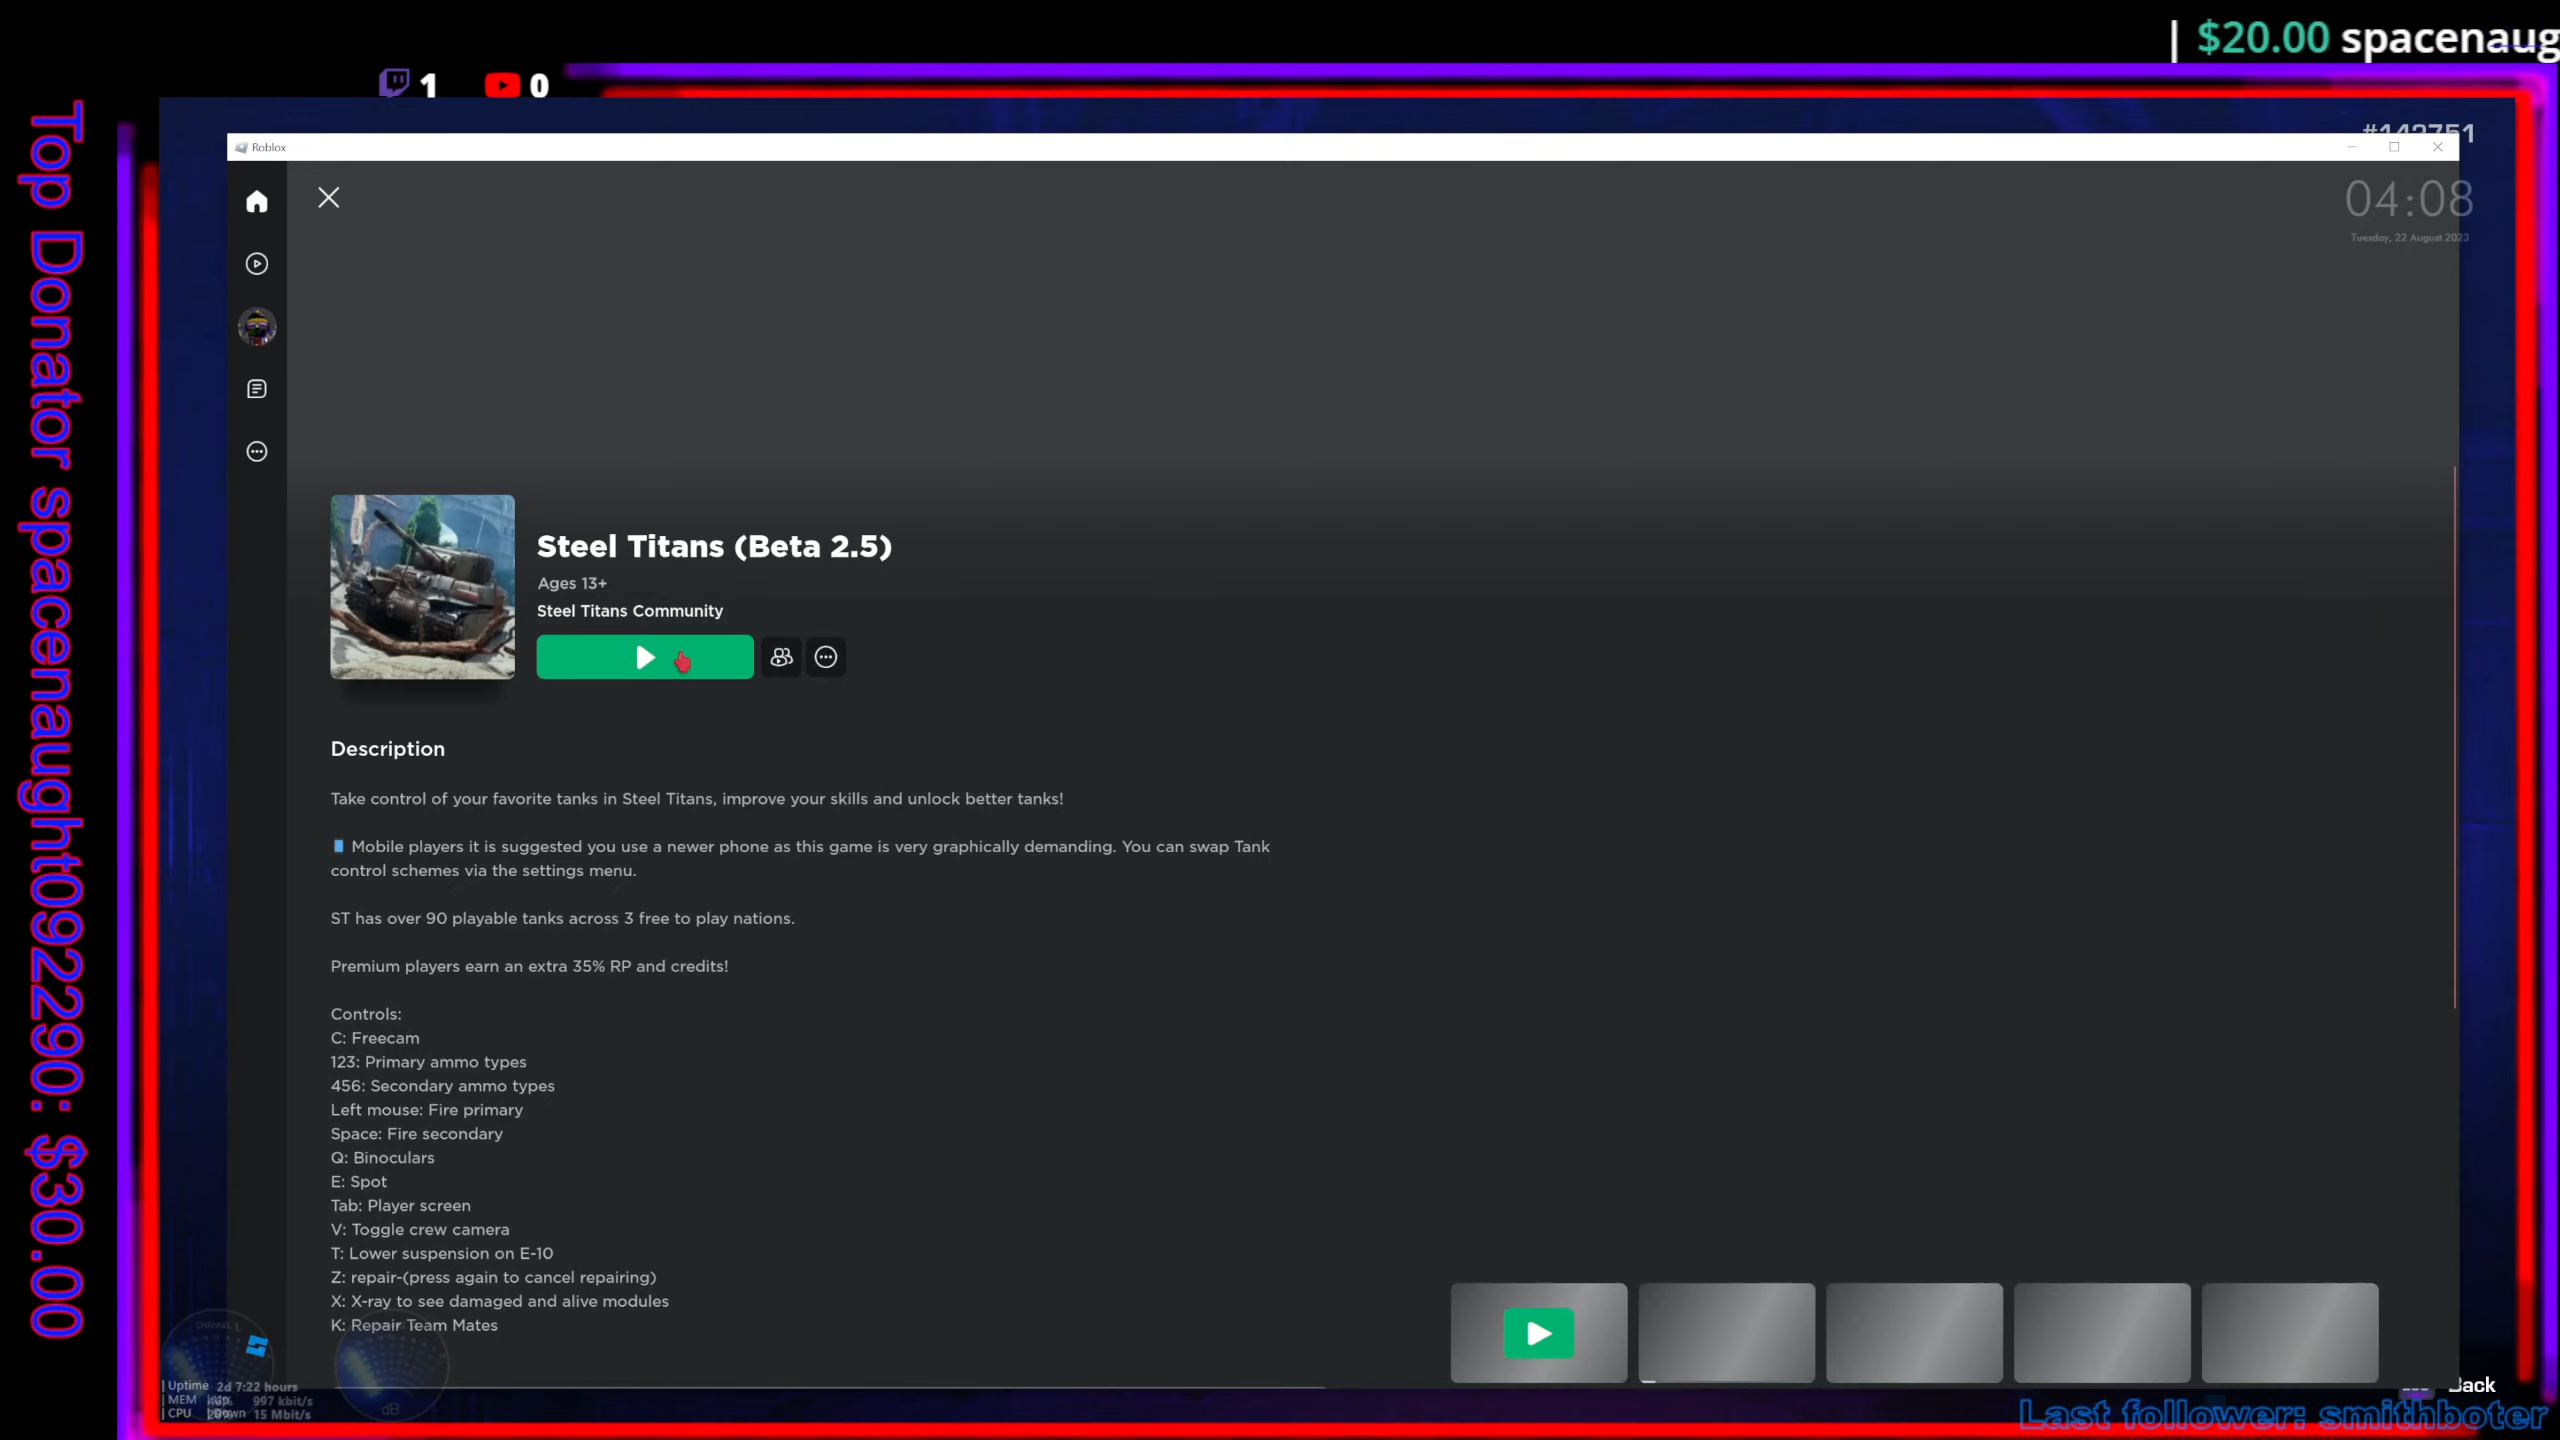 | $20.00 spacenaug
1
0
Top Donator spacenaught092290: $30.00
#142751
Roblox
04:08
Tuesday, 22 August 2023
Steel Titans (Beta 2.5)
Ages 13+
Steel Titans Community
Description
Take control of your favorite tanks in Steel Titans, improve your skills and unlock better tanks!
Mobile players it is suggested you use a newer phone as this game is very graphically demanding. You can swap Tank
control schemes via the settings menu.
ST has over 90 playable tanks across 3 free to play nations.
Premium players earn an extra 35% RP and credits!
Controls:
C: Freecam
123: Primary ammo types
456: Secondary ammo types
Left mouse: Fire primary
Space: Fire secondary
Q: Binoculars
E: Spot
Tab: Player screen
V: Toggle crew camera
T: Lower suspension on E-10
Z: repair-(press again to cancel repairing)
X: X-ray to see damaged and alive modules
K: Repair Team Mates
CHANNEL L
dB
| Uptime 2d 7:22 hours
| MEM 997 kbit/s
| CPU | Down 15 Mbit/s
Back
Last follower: smithboter